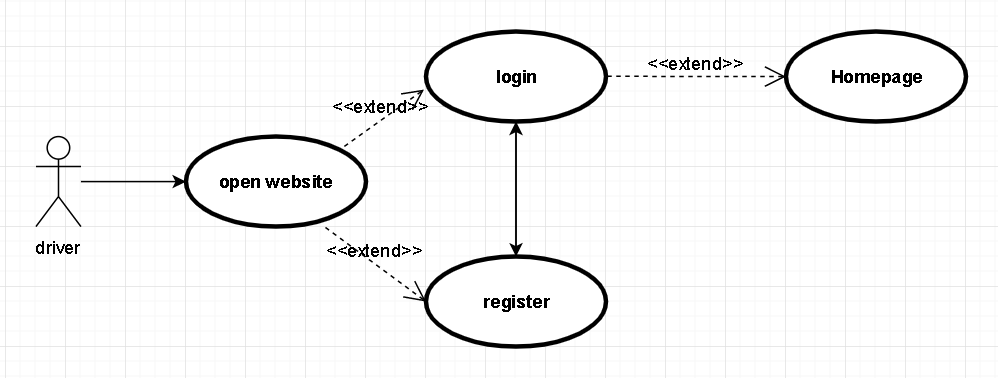 login
<<extend>>
Homepage
<<extend>>
open website
driver
<<extend>>
register